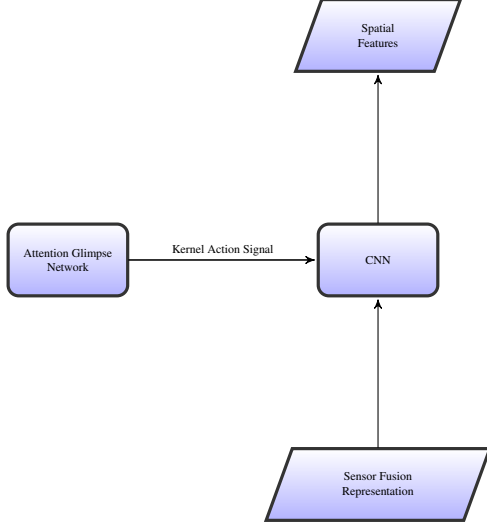 Spatial
Features
Attention Glimpse
Network
Kernel Action Signal
CNN
Sensor Fusion
Representation